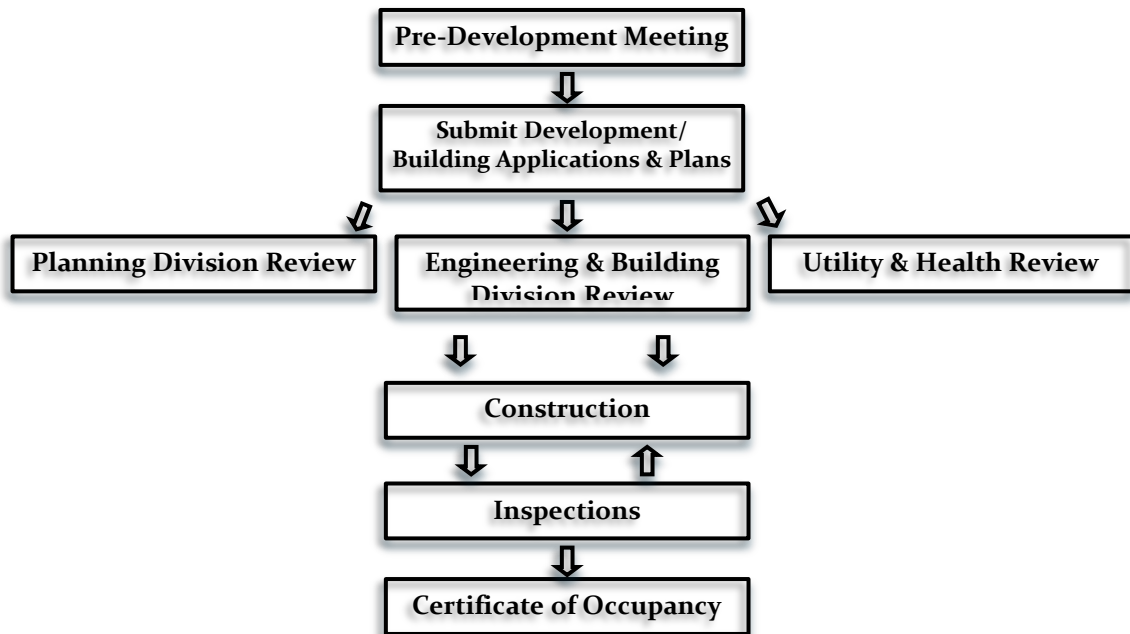 Pre-Development Meeting
Submit Development/
Building Applications & Plans
Planning Division Review
Engineering & Building
Division Review
Utility & Health Review
Construction
Inspections
Certificate of Occupancy